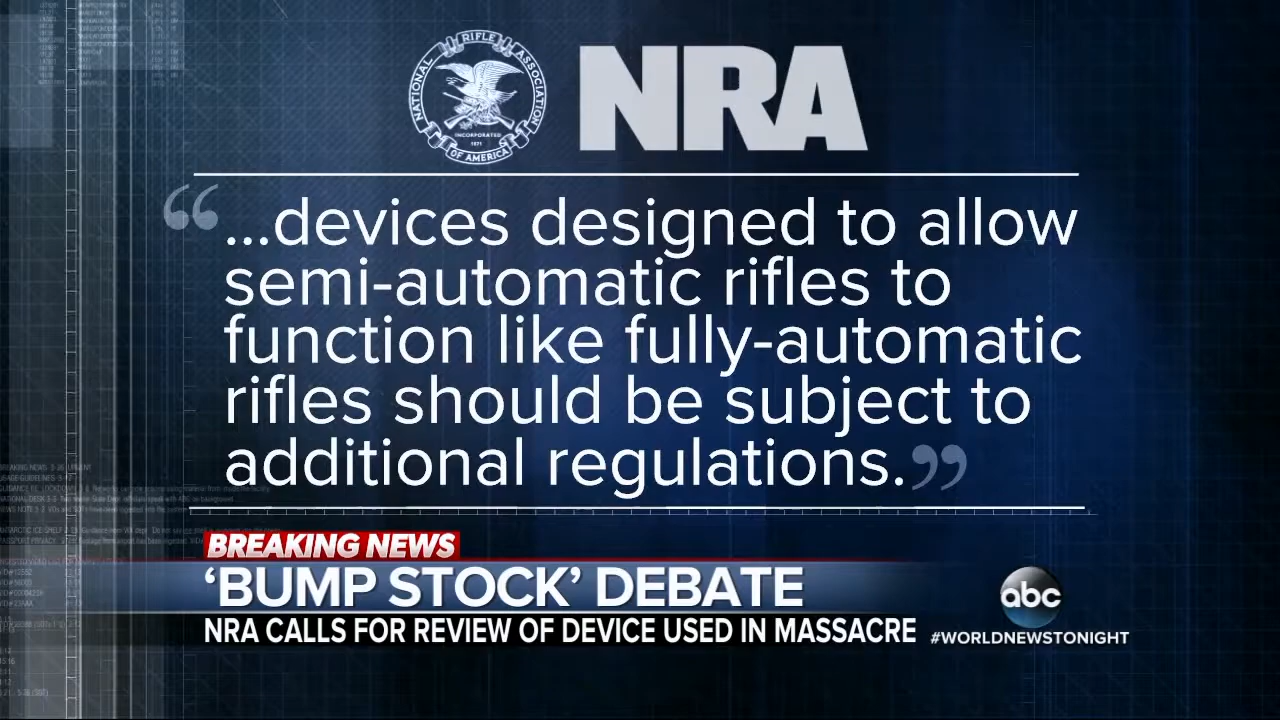 NATIONAL RIFLE ASSOCIATION
INCORPORATED
1871
OF AMERICA
NRA
“...devices designed to allow
semi-automatic rifles to
function like fully-automatic
rifles should be subject to
additional regulations.”
BREAKING NEWS
‘BUMP STOCK’ DEBATE
NRA CALLS FOR REVIEW OF DEVICE USED IN MASSACRE
abc
#WORLDNEWSTONIGHT